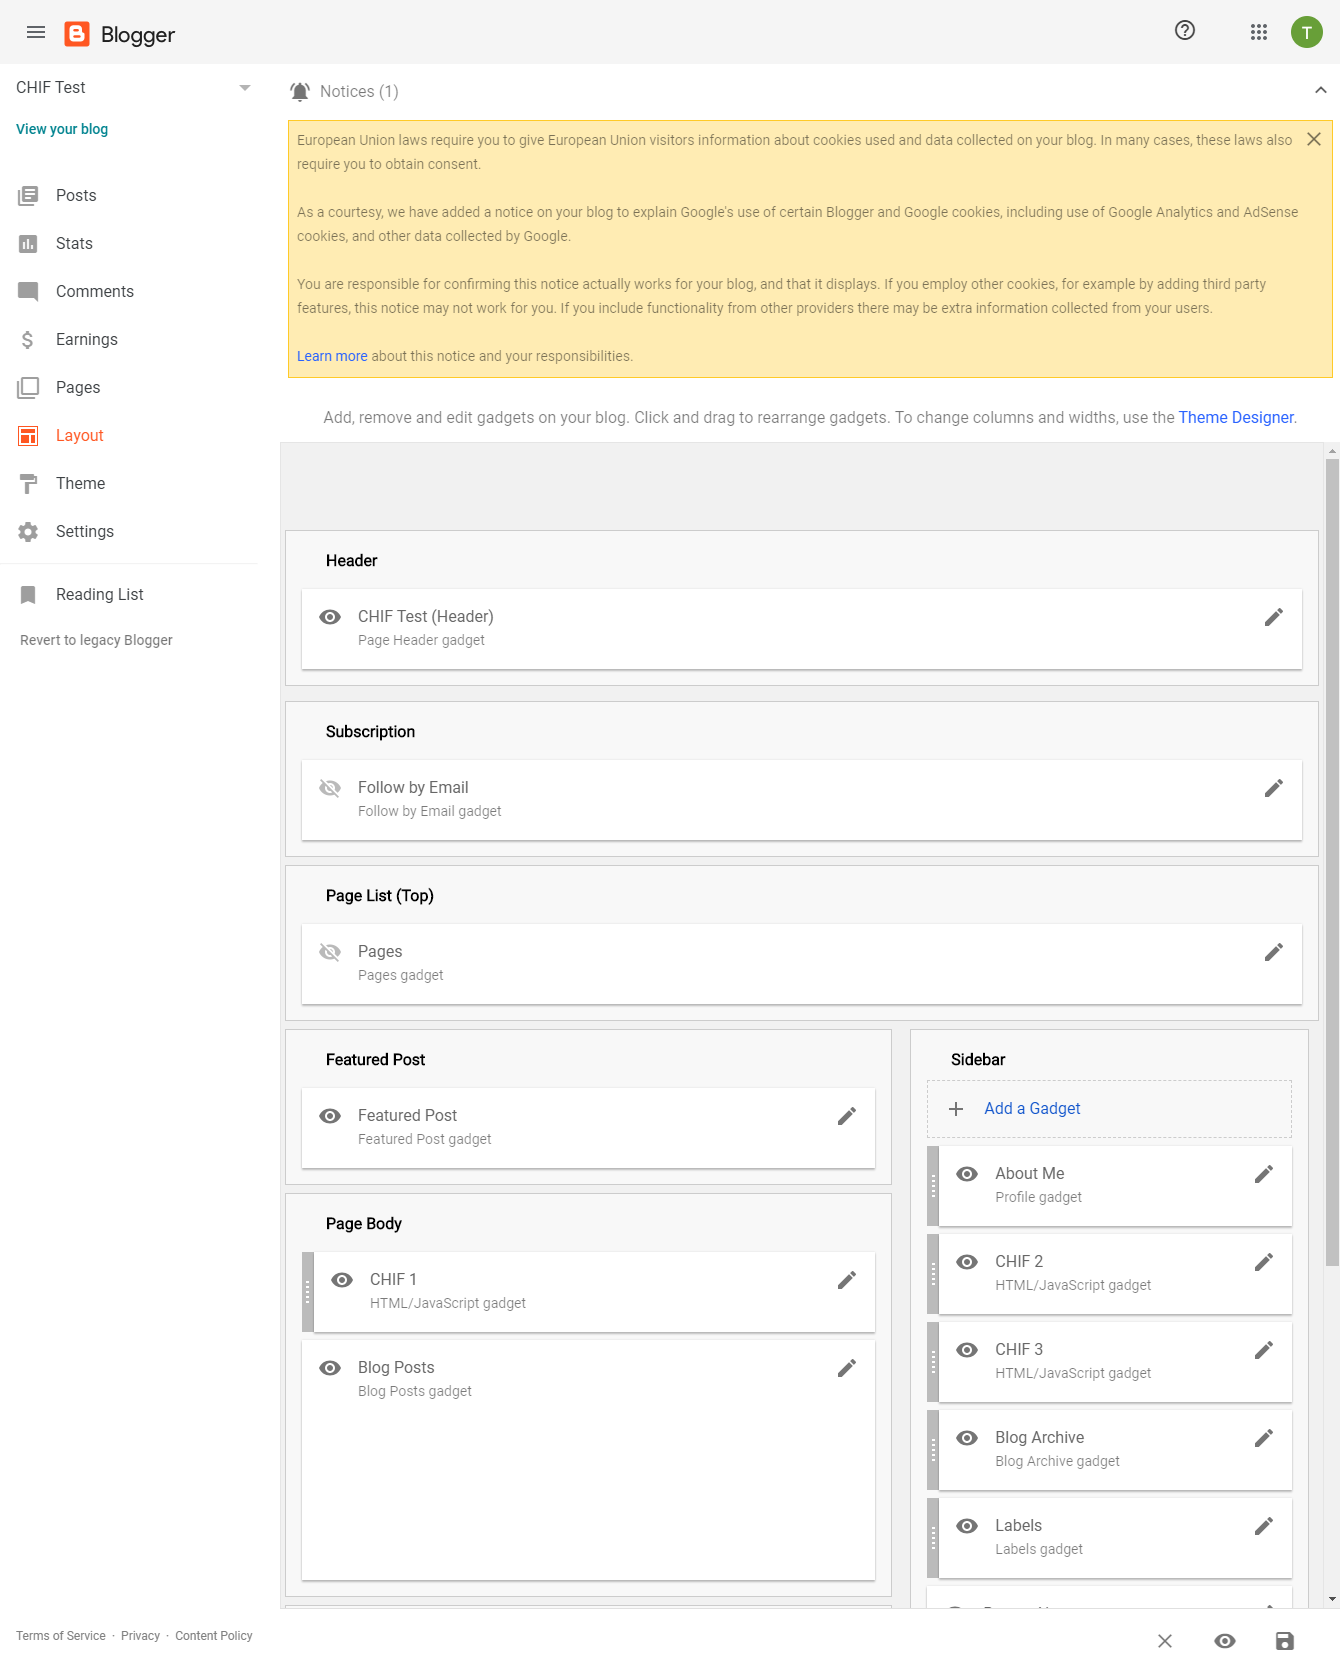 Blogger
T
CHIF Test
View your blog
Posts
Stats
Comments
Earnings
Pages
Layout
Theme
Settings
Reading List
Revert to legacy Blogger
Notices (1)
European Union laws require you to give European Union visitors information about cookies used and data collected on your blog. In many cases, these laws also
require you to obtain consent.
As a courtesy, we have added a notice on your blog to explain Google's use of certain Blogger and Google cookies, including use of Google Analytics and AdSense
cookies, and other data collected by Google.
You are responsible for confirming this notice actually works for your blog, and that it displays. If you employ other cookies, for example by adding third party
features, this notice may not work for you. If you include functionality from other providers there may be extra information collected from your users.
Learn more about this notice and your responsibilities.
Add, remove and edit gadgets on your blog. Click and drag to rearrange gadgets. To change columns and widths, use the Theme Designer.
Header
CHIF Test (Header)
Page Header gadget
Subscription
Follow by Email
Follow by Email gadget
Page List (Top)
Pages
Pages gadget
Featured Post
Featured Post
Featured Post gadget
Page Body
CHIF 1
HTML/JavaScript gadget
Blog Posts
Blog Posts gadget
Sidebar
Add a Gadget
About Me
Profile gadget
CHIF 2
HTML/JavaScript gadget
CHIF 3
HTML/JavaScript gadget
Blog Archive
Blog Archive gadget
Labels
Labels gadget
Terms of Service · Privacy · Content Policy